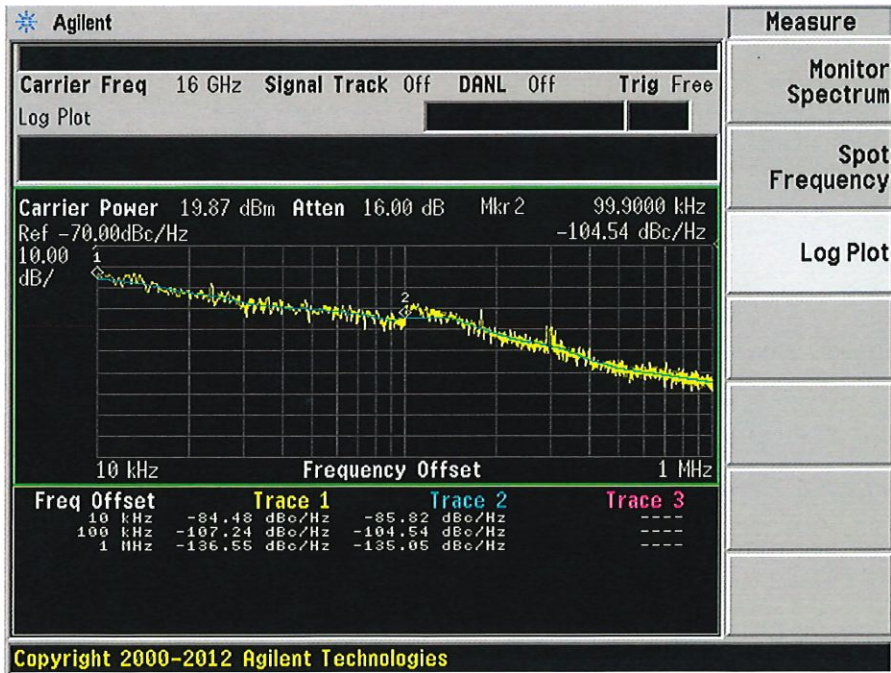 Agilent
Measure
Carrier Freq 16 GHz Signal Track Off DANL Off Trig Free
Log Plot
Carrier Power 19.87 dBm Atten 16.00 dB Mkr 2 99.9000 kHz
Ref -70.00dBc/Hz -104.54 dBc/Hz
10.00
dB/
1
2
10 kHz Frequency Offset 1 MHz
Freq Offset Trace 1 Trace 2 Trace 3
10 kHz -84.48 dBc/Hz -85.82 dBc/Hz ----
100 kHz -107.24 dBc/Hz -104.54 dBc/Hz ----
1 MHz -136.55 dBc/Hz -135.05 dBc/Hz ----
Monitor
Spectrum
Spot
Frequency
Log Plot
Copyright 2000-2012 Agilent Technologies